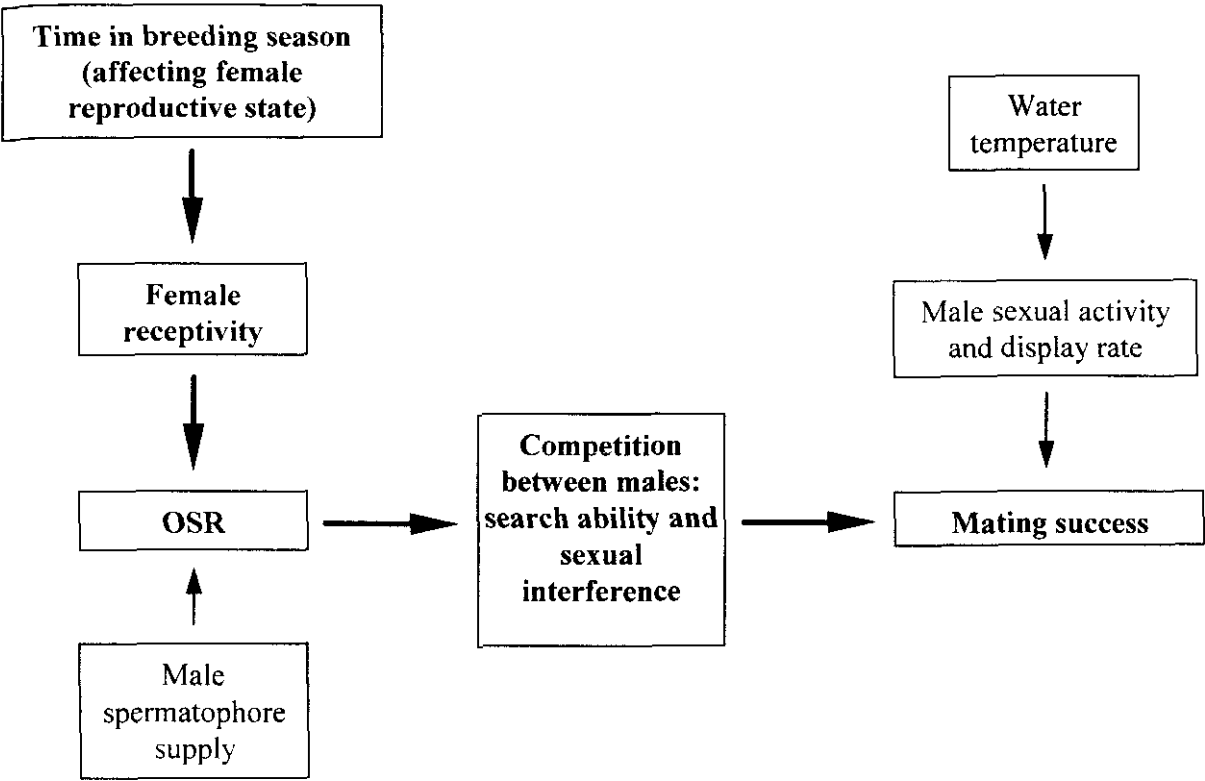 Time in breeding season
(affecting female
reproductive state)
Female
receptivity
OSR
Male
spermatophore
supply
Competition
between males:
search ability and
sexual
interference
Water
temperature
Male sexual activity
and display rate
Mating success